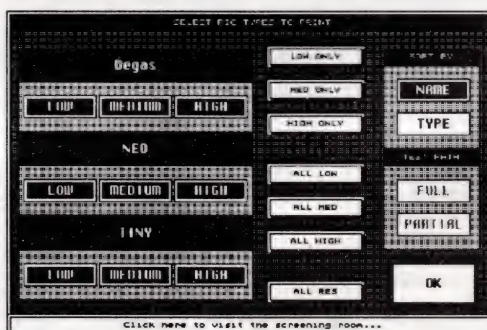 SELECT PIC TYPES TO PRINT
Degas
LOW MEDIUM HIGH
NEO
LOW MEDIUM HIGH
TINY
LOW MEDIUM HIGH
LOW ONLY
MED ONLY
HIGH ONLY
ALL LOW
ALL MED
ALL HIGH
ALL RES
SORT BY
NAME
TYPE
TEXT PATH
FULL
PARTIAL
OK
Click here to visit the screening room...